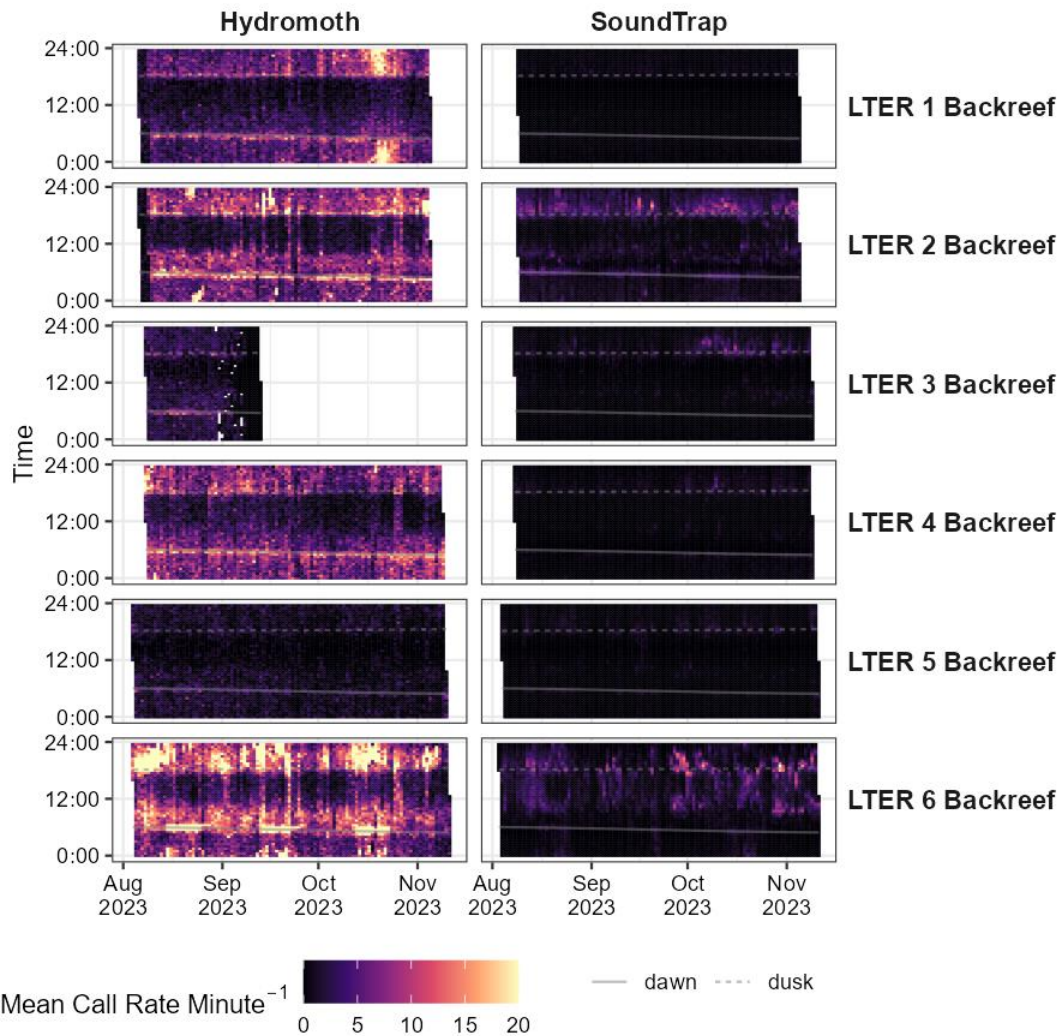 Hydromoth SoundTrap
24:00
12:00
0:00
LTER 1 Backreef
24:00
12:00
0:00
LTER 2 Backreef
24:00
12:00
0:00
LTER 3 Backreef
Time
24:00
12:00
0:00
LTER 4 Backreef
24:00
12:00
0:00
LTER 5 Backreef
24:00
12:00
0:00
LTER 6 Backreef
Aug Sep Oct Nov Aug Sep Oct Nov
2023 2023 2023 2023 2023 2023 2023 2023
Mean Call Rate Minute⁻¹
0 5 10 15 20
dawn dusk